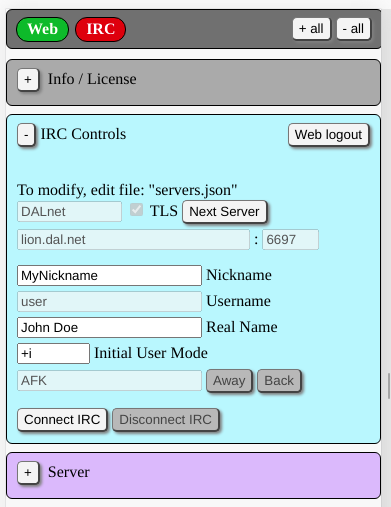 Web IRC + all - all
+ Info / License
- IRC Controls Web logout
To modify, edit file: "servers.json"
DALnet TLS Next Server
lion.dal.net : 6697
MyNickname Nickname
user Username
John Doe Real Name
+i Initial User Mode
AFK Away Back
Connect IRC Disconnect IRC
+ Server